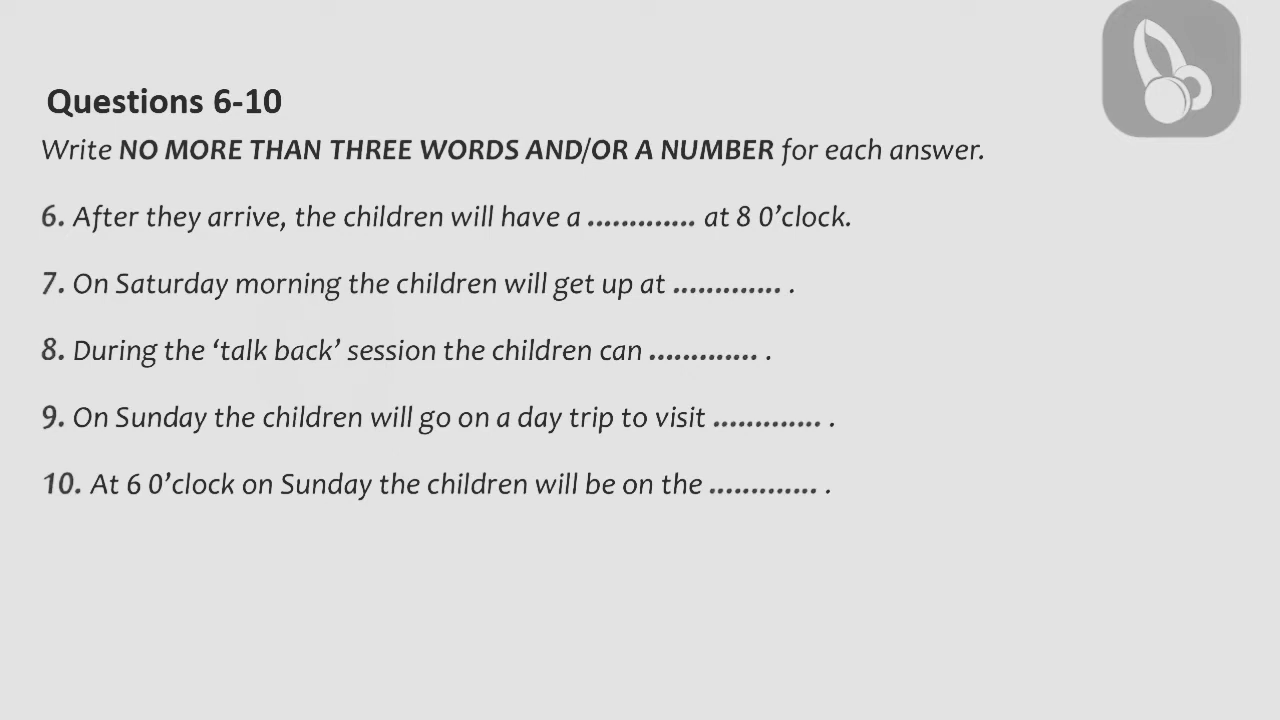 Questions 6-10
Write NO MORE THAN THREE WORDS AND/OR A NUMBER for each answer.
6. After they arrive, the children will have a ............. at 8 0’clock.
7. On Saturday morning the children will get up at ............. .
8. During the ‘talk back’ session the children can ............. .
9. On Sunday the children will go on a day trip to visit ............. .
10. At 6 0’clock on Sunday the children will be on the ............. .